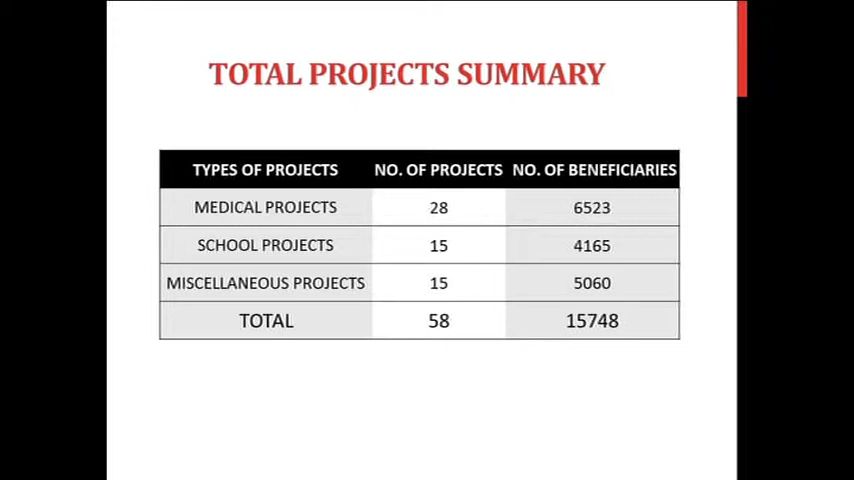 TOTAL PROJECTS SUMMARY
TYPES OF PROJECTS NO. OF PROJECTS NO. OF BENEFICIARIES
MEDICAL PROJECTS 28 6523
SCHOOL PROJECTS 15 4165
MISCELLANEOUS PROJECTS 15 5060
TOTAL 58 15748